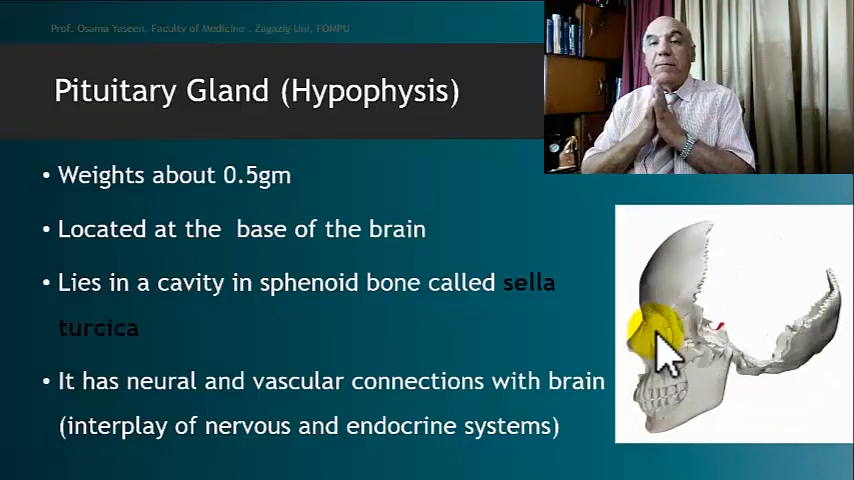 Prof. Osama Yaseen, Faculty of Medicine . Zagazig Uni, FOMPU
Pituitary Gland (Hypophysis)
• Weights about 0.5gm
• Located at the base of the brain
• Lies in a cavity in sphenoid bone called sella
turcica
• It has neural and vascular connections with brain
(interplay of nervous and endocrine systems)